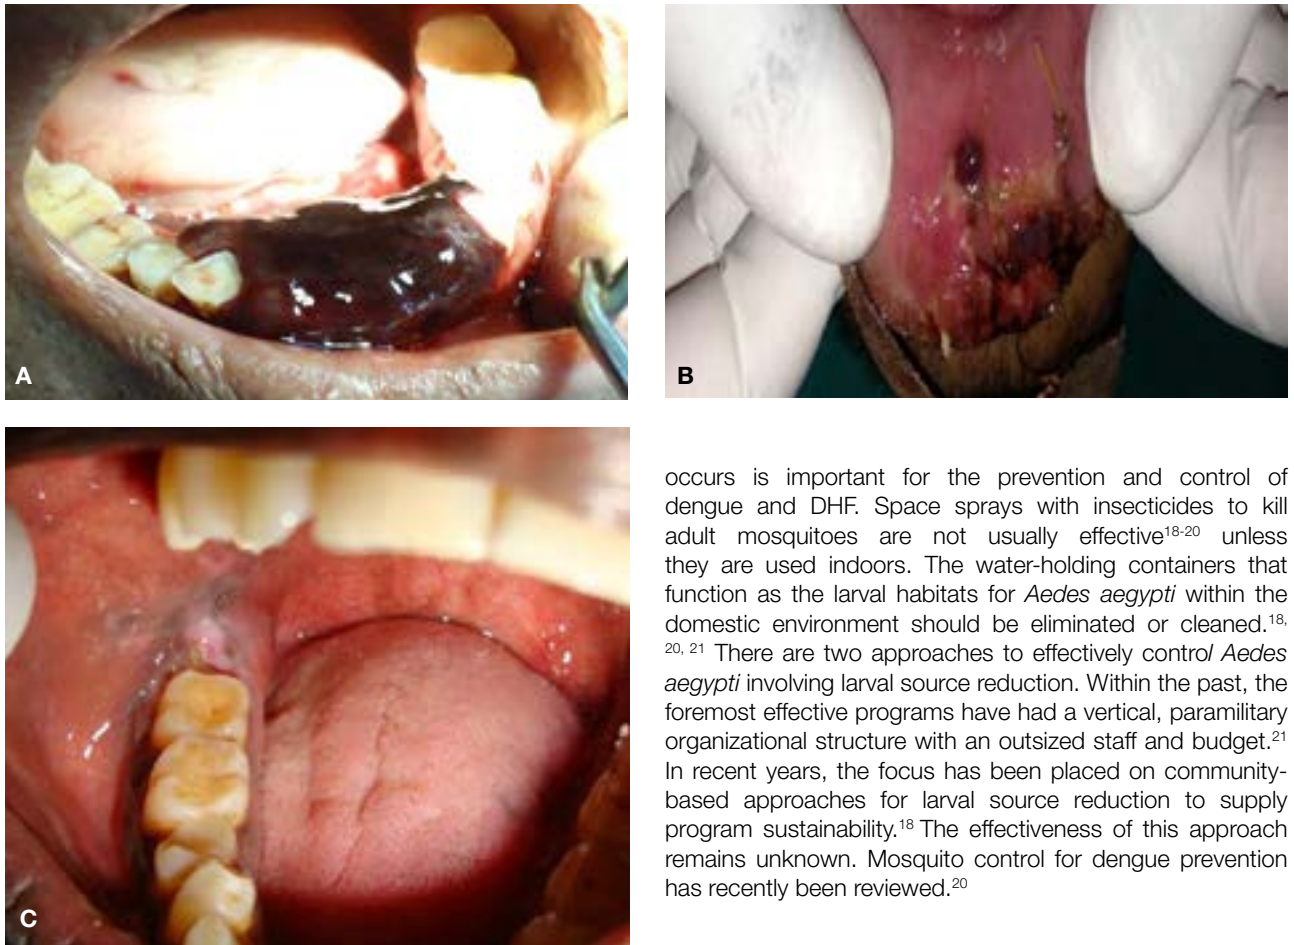 A
B
C
occurs is important for the prevention and control of
dengue and DHF. Space sprays with insecticides to kill
adult mosquitoes are not usually effective18-20 unless
they are used indoors. The water-holding containers that
function as the larval habitats for Aedes aegypti within the
domestic environment should be eliminated or cleaned.18,
20, 21 There are two approaches to effectively control Aedes
aegypti involving larval source reduction. Within the past, the
foremost effective programs have had a vertical, paramilitary
organizational structure with an outsized staff and budget.21
In recent years, the focus has been placed on community-
based approaches for larval source reduction to supply
program sustainability.18 The effectiveness of this approach
remains unknown. Mosquito control for dengue prevention
has recently been reviewed.20